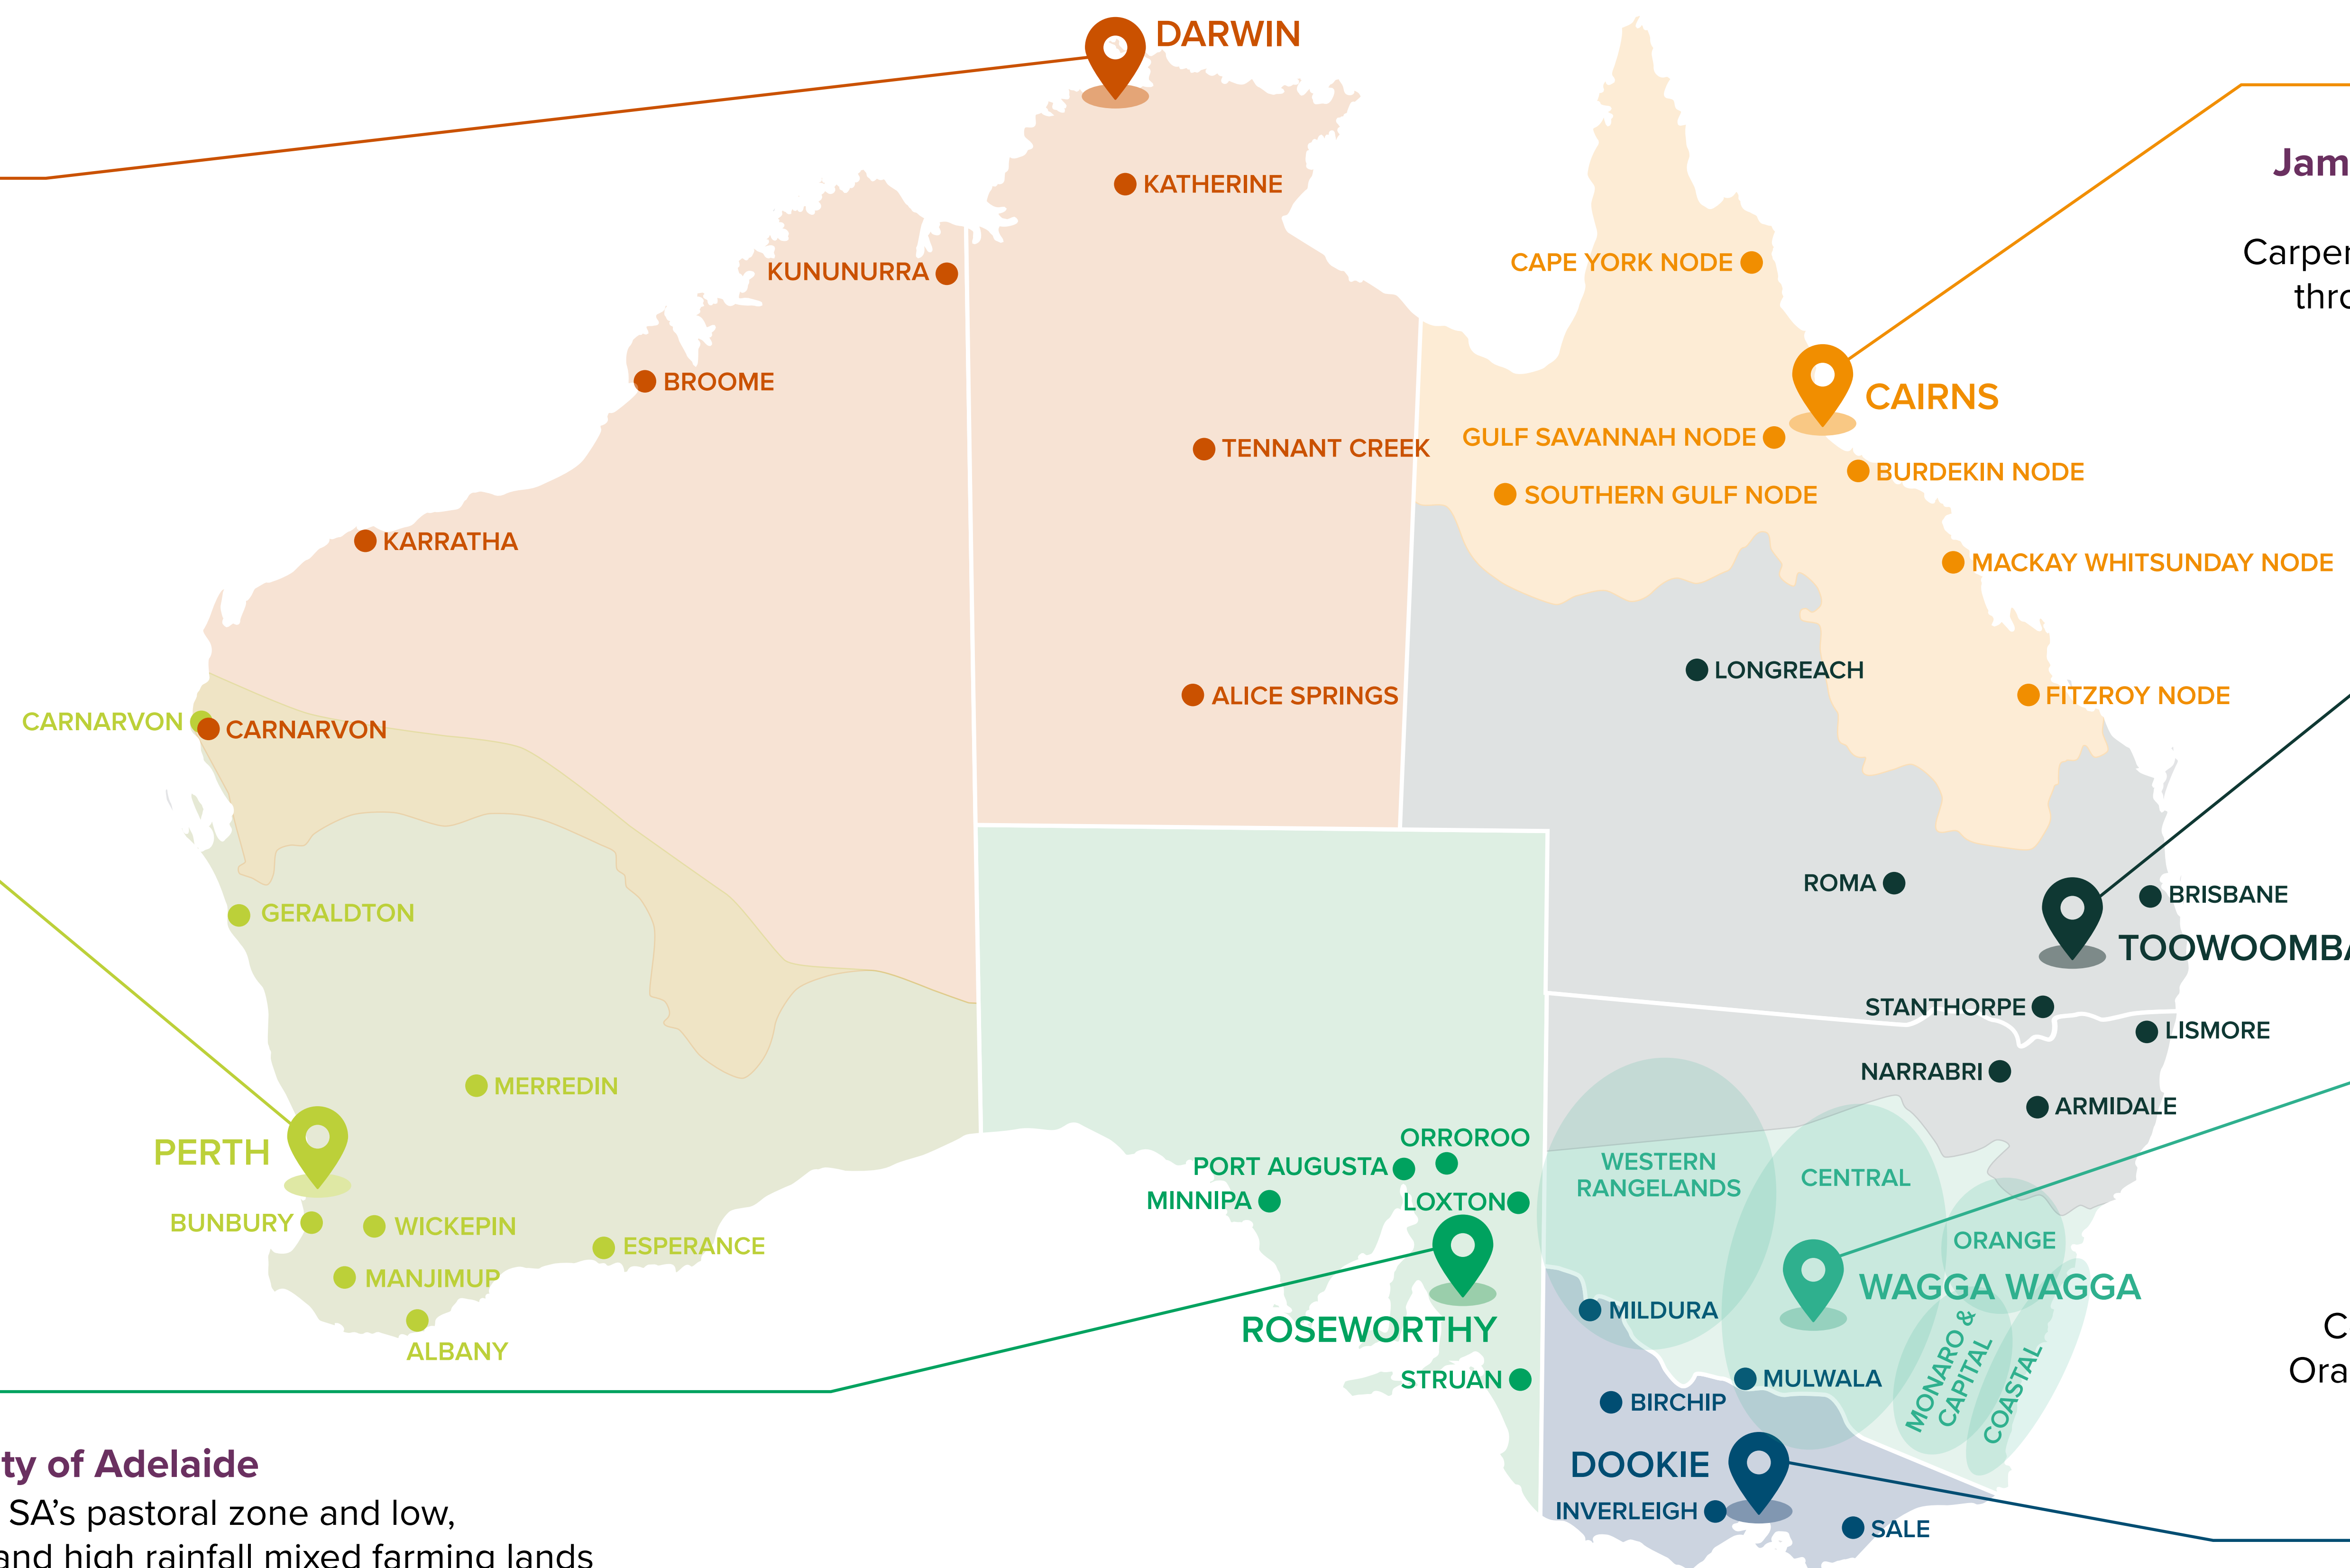 DARWIN
KATHERINE
KUNUNURRA
BROOME
TENNANT CREEK
KARRATHA
ALICE SPRINGS
CARNARVON
CARNARVON
CAPE YORK NODE
CAIRNS
GULF SAVANNAH NODE
BURDEKIN NODE
SOUTHERN GULF NODE
MACKAY WHITSUNDAY NODE
FITZROY NODE
Jam
Carper
thro
LONGREACH
ROMA
BRISBANE
TOOWOOMBA
STANTHORPE
LISMORE
NARRABRI
ARMIDALE
GERALDTON
MERREDIN
PERTH
BUNBURY
WICKEPIN
ESPERANCE
MANJIMUP
ALBANY
ORROROO
PORT AUGUSTA
MINNIPA
LOXTON
ROSEWORTHY
STRUAN
WESTERN
RANGELANDS
CENTRAL
ORANGE
WAGGA WAGGA
MONARO &
CAPITAL
COASTAL
MILDURA
MULWALA
BIRCHIP
DOOKIE
INVERLEIGH
SALE
C
Ora
ty of Adelaide
SA’s pastoral zone and low,
and high rainfall mixed farming lands